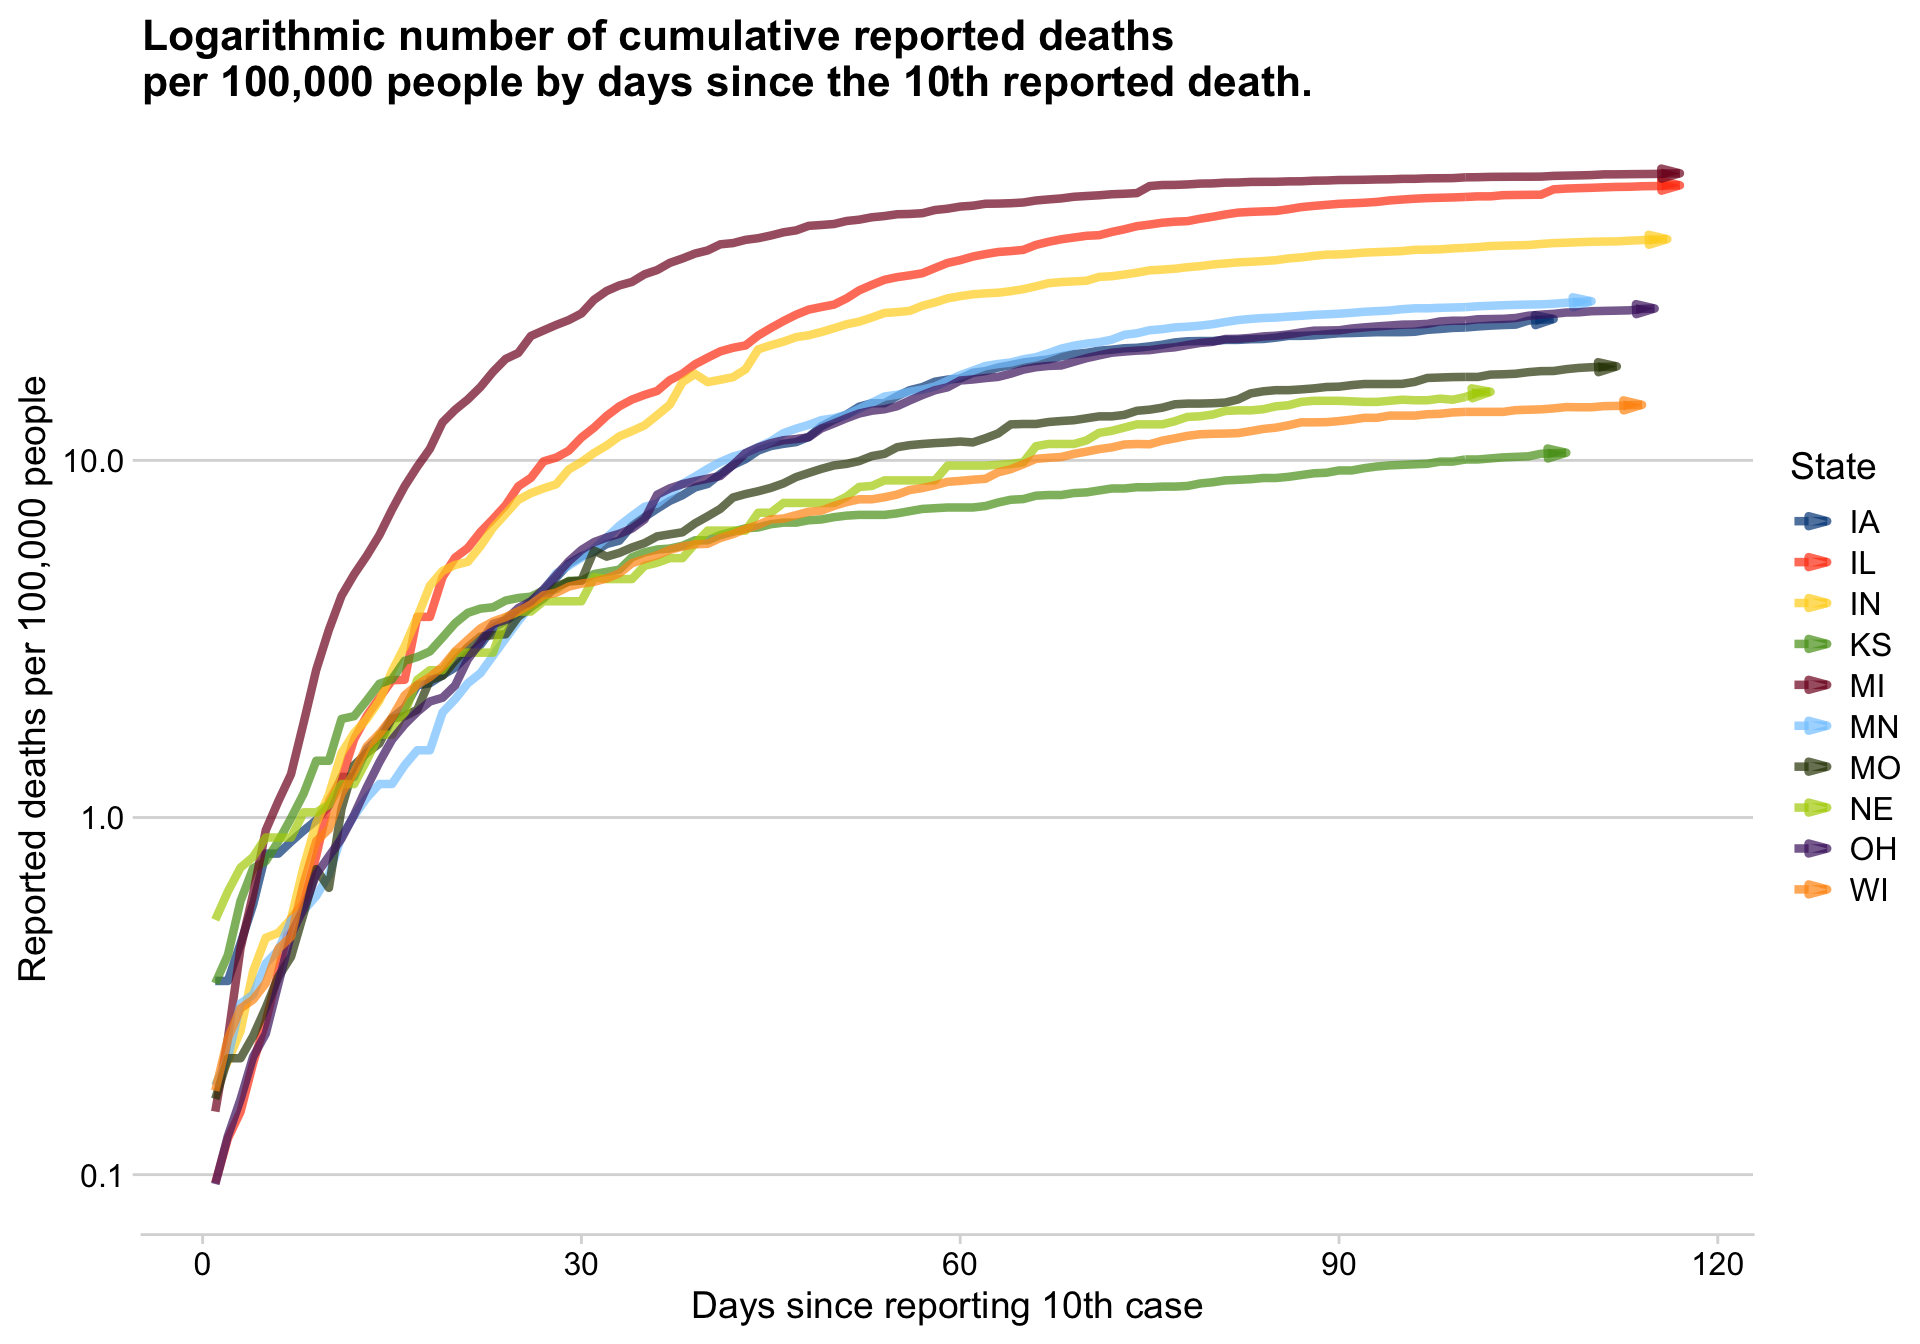 Logarithmic number of cumulative reported deaths
per 100,000 people by days since the 10th reported death.
Reported deaths per 100,000 people
10.0
1.0
0.1
0
30
60
90
120
Days since reporting 10th case
State
IA
IL
IN
KS
MI
MN
MO
NE
OH
WI